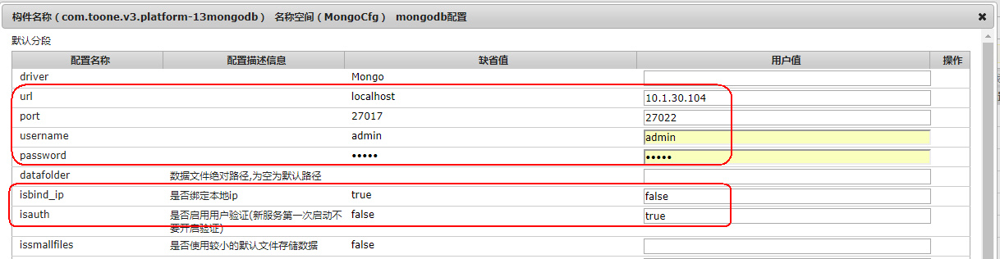 构件名称（com.toone.v3.platform-13mongodb） 名称空间（MongoCfg） mongodb配置
默认分段
配置名称 配置描述信息 缺省值 用户值 操作
driver Mongo
url localhost 10.1.30.104
port 27017 27022
username admin admin
password ••••• •••••
datafolder 数据文件绝对路径,为空为默认路径
isbind_ip 是否绑定本地ip true false
isauth 是否启用用户验证(新服务第一次启动不 false true
要开启验证)
issmallfiles 是否使用较小的默认文件存储数据 false